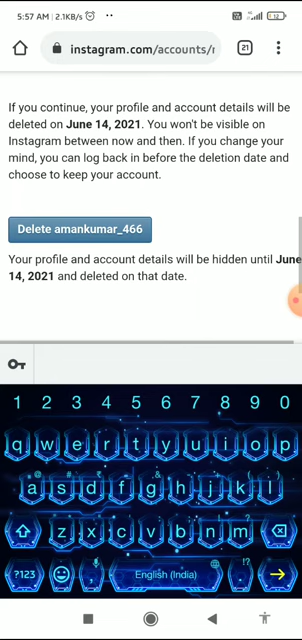 5:57 AM | 2.1KB/s
instagram.com/accounts/r
21
12
If you continue, your profile and account details will be
deleted on June 14, 2021. You won't be visible on
Instagram between now and then. If you change your
mind, you can log back in before the deletion date and
choose to keep your account.
Delete amankumar_466
Your profile and account details will be hidden until June
14, 2021 and deleted on that date.
1 2 3 4 5 6 7 8 9 0
q w e r t y u i o p
@ # & - + ( )
a s d f g h j k l
z x c v b n m ?
?123 , English (India) . !?